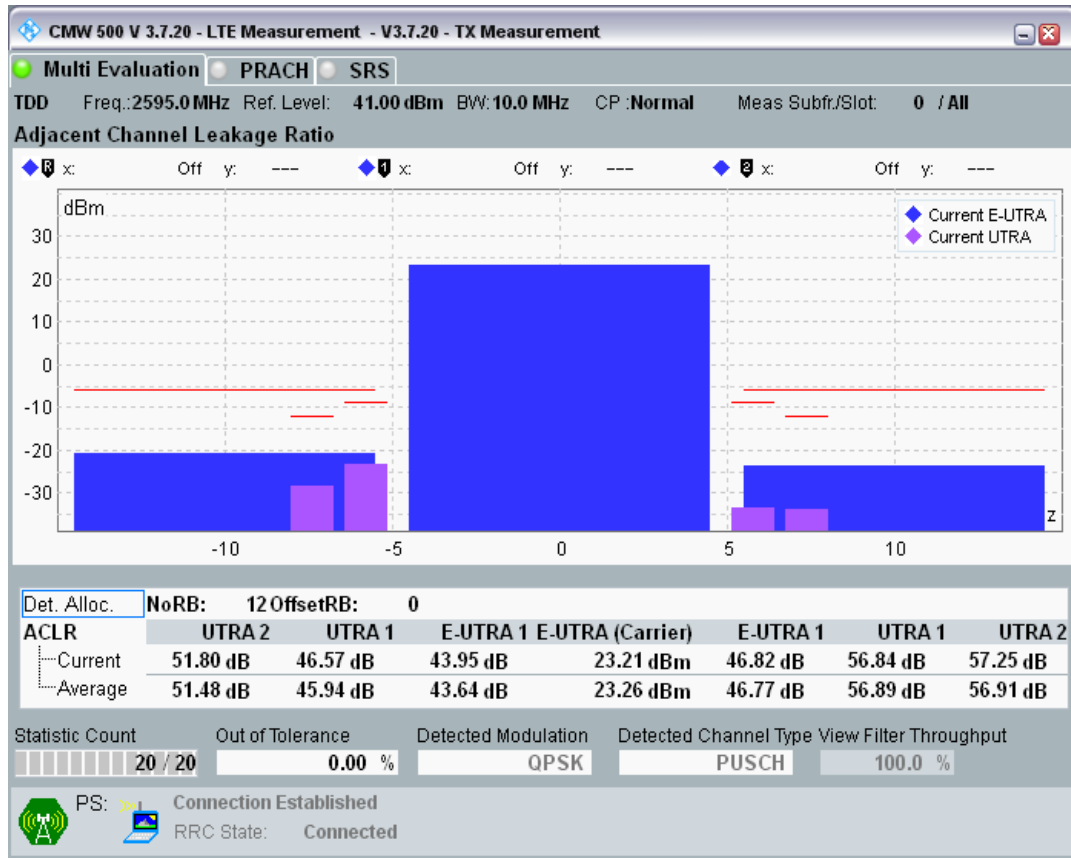 CMW 500 V 3.7.20 - LTE Measurement - V3.7.20 - TX Measurement
Multi Evaluation PRACH SRS
TDD Freq.:2595.0 MHz Ref. Level: 41.00 dBm BW:10.0 MHz CP :Normal Meas Subfr./Slot: 0 / All
Adjacent Channel Leakage Ratio
R x: Off y: --- 1 x: Off y: --- 2 x: Off y: ---
dBm
Current E-UTRA
Current UTRA
30
20
10
0
-10
-20
-30
z
-10 -5 0 5 10
Det. Alloc. NoRB: 12 OffsetRB: 0
ACLR UTRA 2 UTRA 1 E-UTRA 1 E-UTRA (Carrier) E-UTRA 1 UTRA 1 UTRA 2
Current 51.80 dB 46.57 dB 43.95 dB 23.21 dBm 46.82 dB 56.84 dB 57.25 dB
Average 51.48 dB 45.94 dB 43.64 dB 23.26 dBm 46.77 dB 56.89 dB 56.91 dB
Statistic Count Out of Tolerance Detected Modulation Detected Channel Type View Filter Throughput
20 / 20 0.00 % QPSK PUSCH 100.0 %
PS: Connection Established
RRC State: Connected